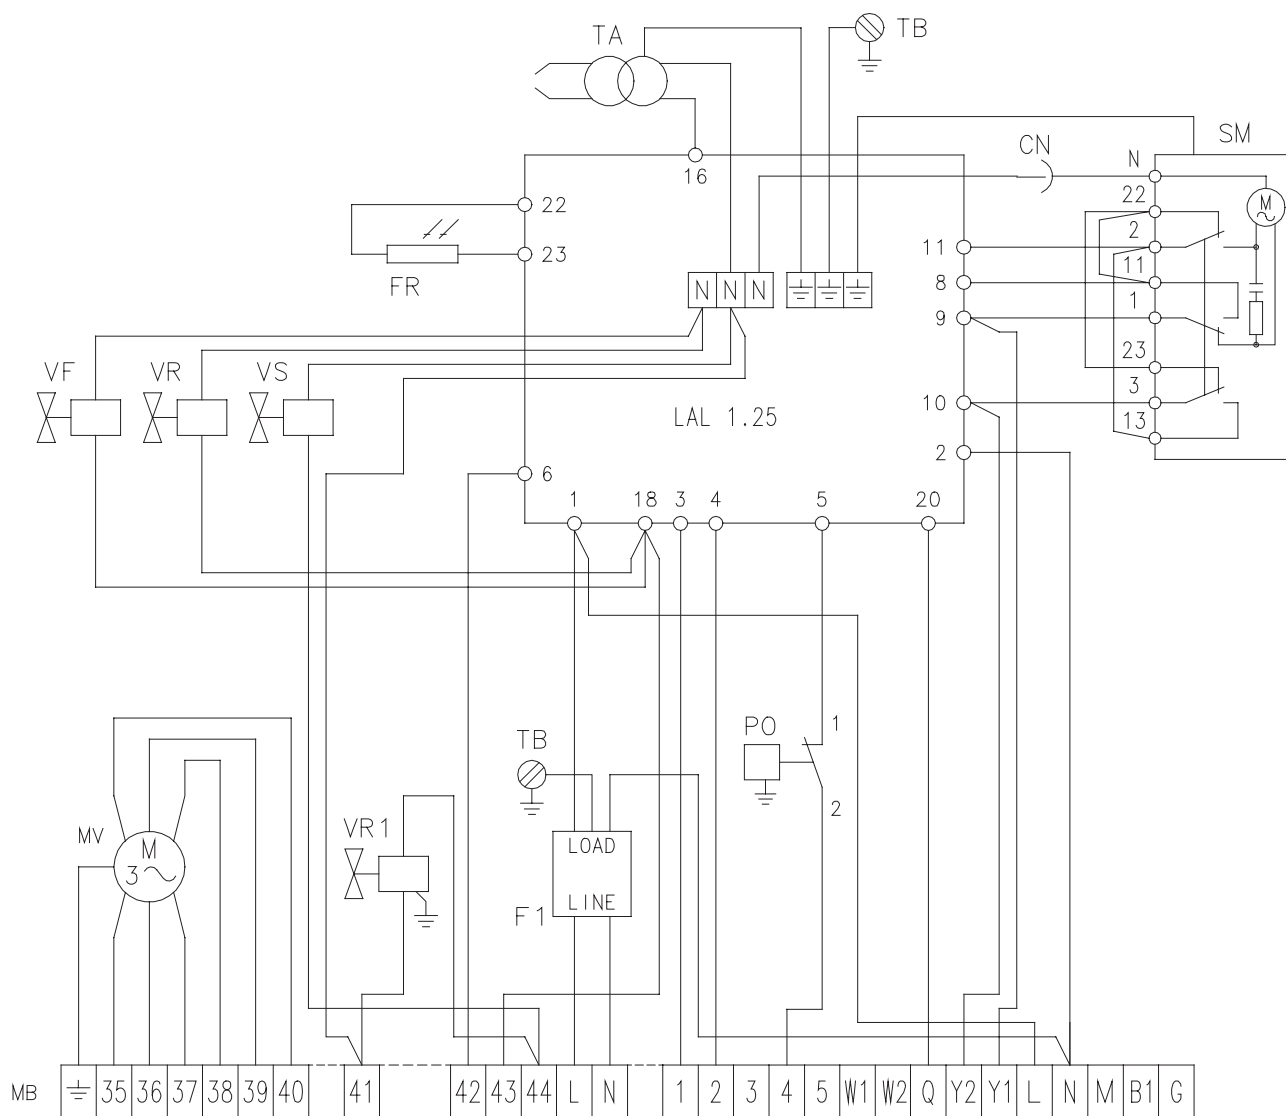 TA
TB
16
CN
SM
N
22
M
22
23
FR
2
11
11
8
1
9
N N N
23
3
13
VF
VR
VS
LAL 1.25
10
2
6
1 18 3 4 5 20
PO
1
2
TB
MV
M
3
VR1
LOAD
LINE
F1
MB 35 36 37 38 39 40 41 42 43 44 L N 1 2 3 4 5 W1 W2 Q Y2 Y1 L N M B1 G